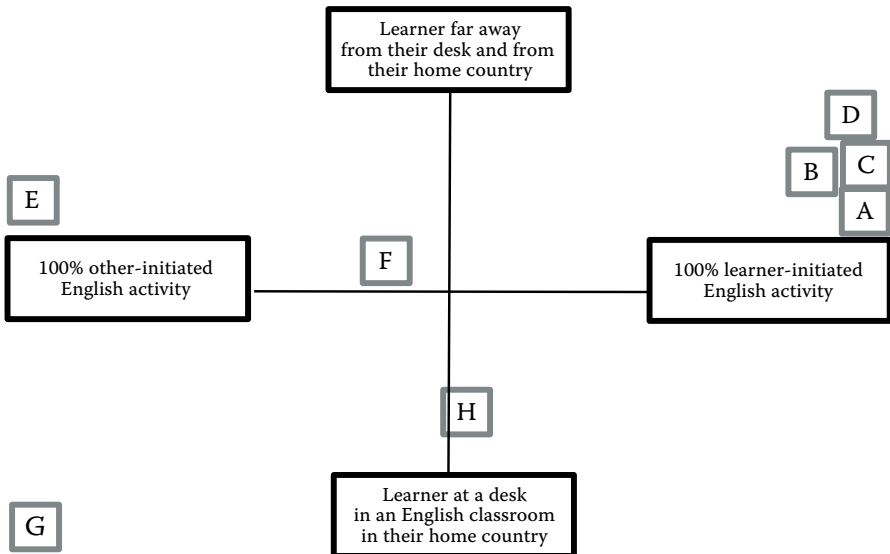 Learner far away
from their desk and from
their home country
D
B
C
A
E
100% other-initiated
English activity
F
100% learner-initiated
English activity
H
Learner at a desk
in an English classroom
in their home country
G